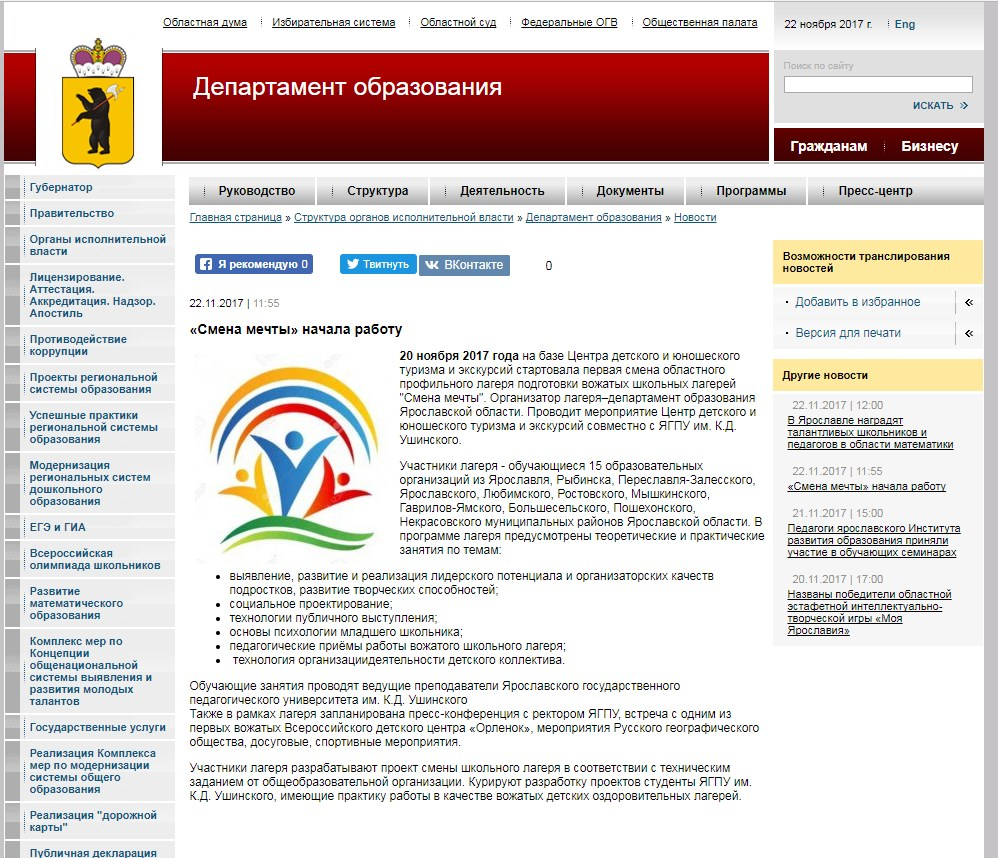 Областная дума
Избирательная система
Областной суд
Федеральные ОГВ
Общественная палата
22 ноября 2017 г.
Eng
Департамент образования
Поиск по сайту
ИСКАТЬ
Гражданам
Бизнесу
Губернатор
Правительство
Органы исполнительной
власти
Лицензирование.
Аттестация.
Аккредитация. Надзор.
Апостиль
Противодействие
коррупции
Проекты региональной
системы образования
Успешные практики
региональной системы
образования
Модернизация
региональных систем
дошкольного
образования
ЕГЭ и ГИА
Всероссийская
олимпиада школьников
Развитие
математического
образования
Комплекс мер по
Концепции
общенациональной
системы выявления и
развития молодых
талантов
Государственные услуги
Реализация Комплекса
мер по модернизации
системы общего
образования
Реализация "дорожной
карты"
Публичная декларация
Руководство
Структура
Деятельность
Документы
Программы
Пресс-центр
Главная страница » Структура органов исполнительной власти » Департамент образования » Новости
Я рекомендую 0
Твитнуть
ВКонтакте
0
22.11.2017 | 11:55
«Смена мечты» начала работу
20 ноября 2017 года на базе Центра детского и юношеского
туризма и экскурсий стартовала первая смена областного
профильного лагеря подготовки вожатых школьных лагерей
"Смена мечты". Организатор лагеря–департамент образования
Ярославской области. Проводит мероприятие Центр детского и
юношеского туризма и экскурсий совместно с ЯГПУ им. К.Д.
Ушинского.
Участники лагеря - обучающиеся 15 образовательных
организаций из Ярославля, Рыбинска, Переславля-Залесского,
Ярославского, Любимского, Ростовского, Мышкинского,
Гаврилов-Ямского, Большесельского, Пошехонского,
Некрасовского муниципальных районов Ярославской области. В
программе лагеря предусмотрены теоретические и практические
занятия по темам:
• выявление, развитие и реализация лидерского потенциала и организаторских качеств
подростков, развитие творческих способностей;
• социальное проектирование;
• технологии публичного выступления;
• основы психологии младшего школьника;
• педагогические приёмы работы вожатого школьного лагеря;
• технология организациидеятельности детского коллектива.
Обучающие занятия проводят ведущие преподаватели Ярославского государственного
педагогического университета им. К.Д. Ушинского
Также в рамках лагеря запланирована пресс-конференция с ректором ЯГПУ, встреча с одним из
первых вожатых Всероссийского детского центра «Орленок», мероприятия Русского географического
общества, досуговые, спортивные мероприятия.
Участники лагеря разрабатывают проект смены школьного лагеря в соответствии с техническим
заданием от общеобразовательной организации. Курируют разработку проектов студенты ЯГПУ им.
К.Д. Ушинского, имеющие практику работы в качестве вожатых детских оздоровительных лагерей.
Возможности транслирования
новостей
· Добавить в избранное «
· Версия для печати «
Другие новости
22.11.2017 | 12:00
В Ярославле наградят
талантливых школьников и
педагогов в области математики
22.11.2017 | 11:55
«Смена мечты» начала работу
21.11.2017 | 15:00
Педагоги ярославского Института
развития образования приняли
участие в обучающих семинарах
20.11.2017 | 17:00
Названы победители областной
эстафетной интеллектуально-
творческой игры «Моя
Ярославия»